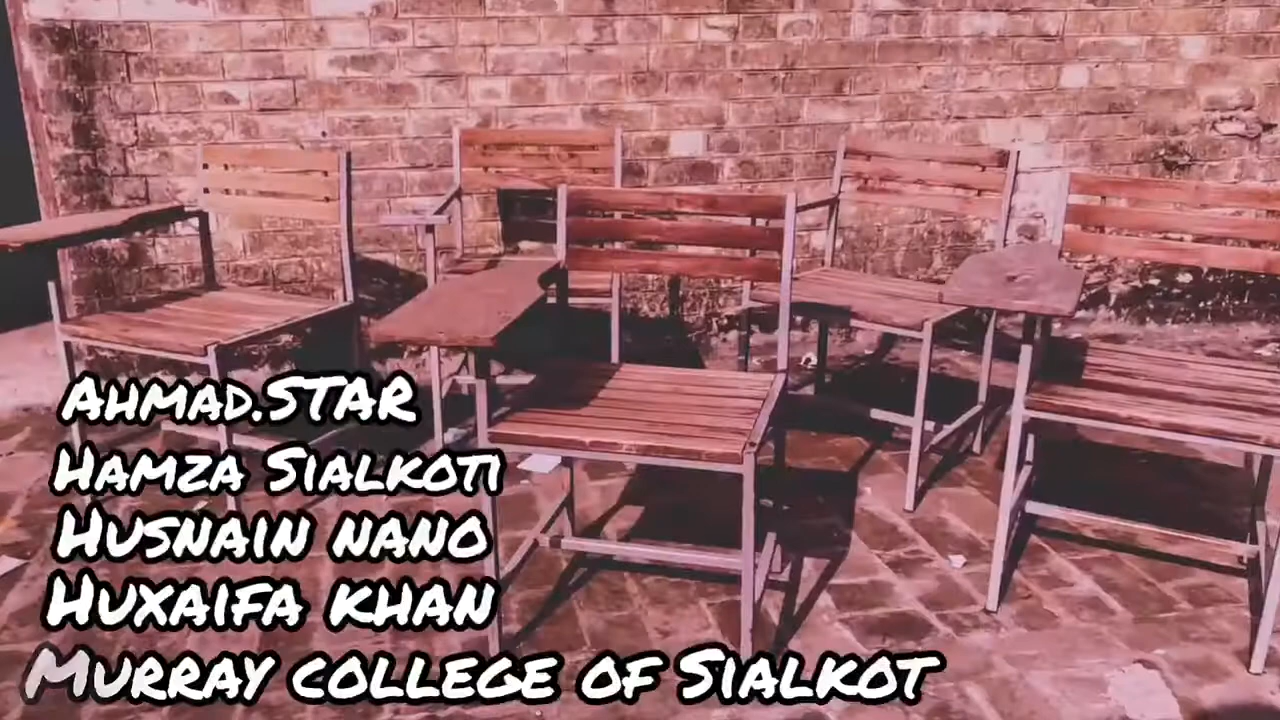 Ahmad.STAR
Hamza Sialkoti
Husnain nano
Huxaifa khan
Murray college of Sialkot